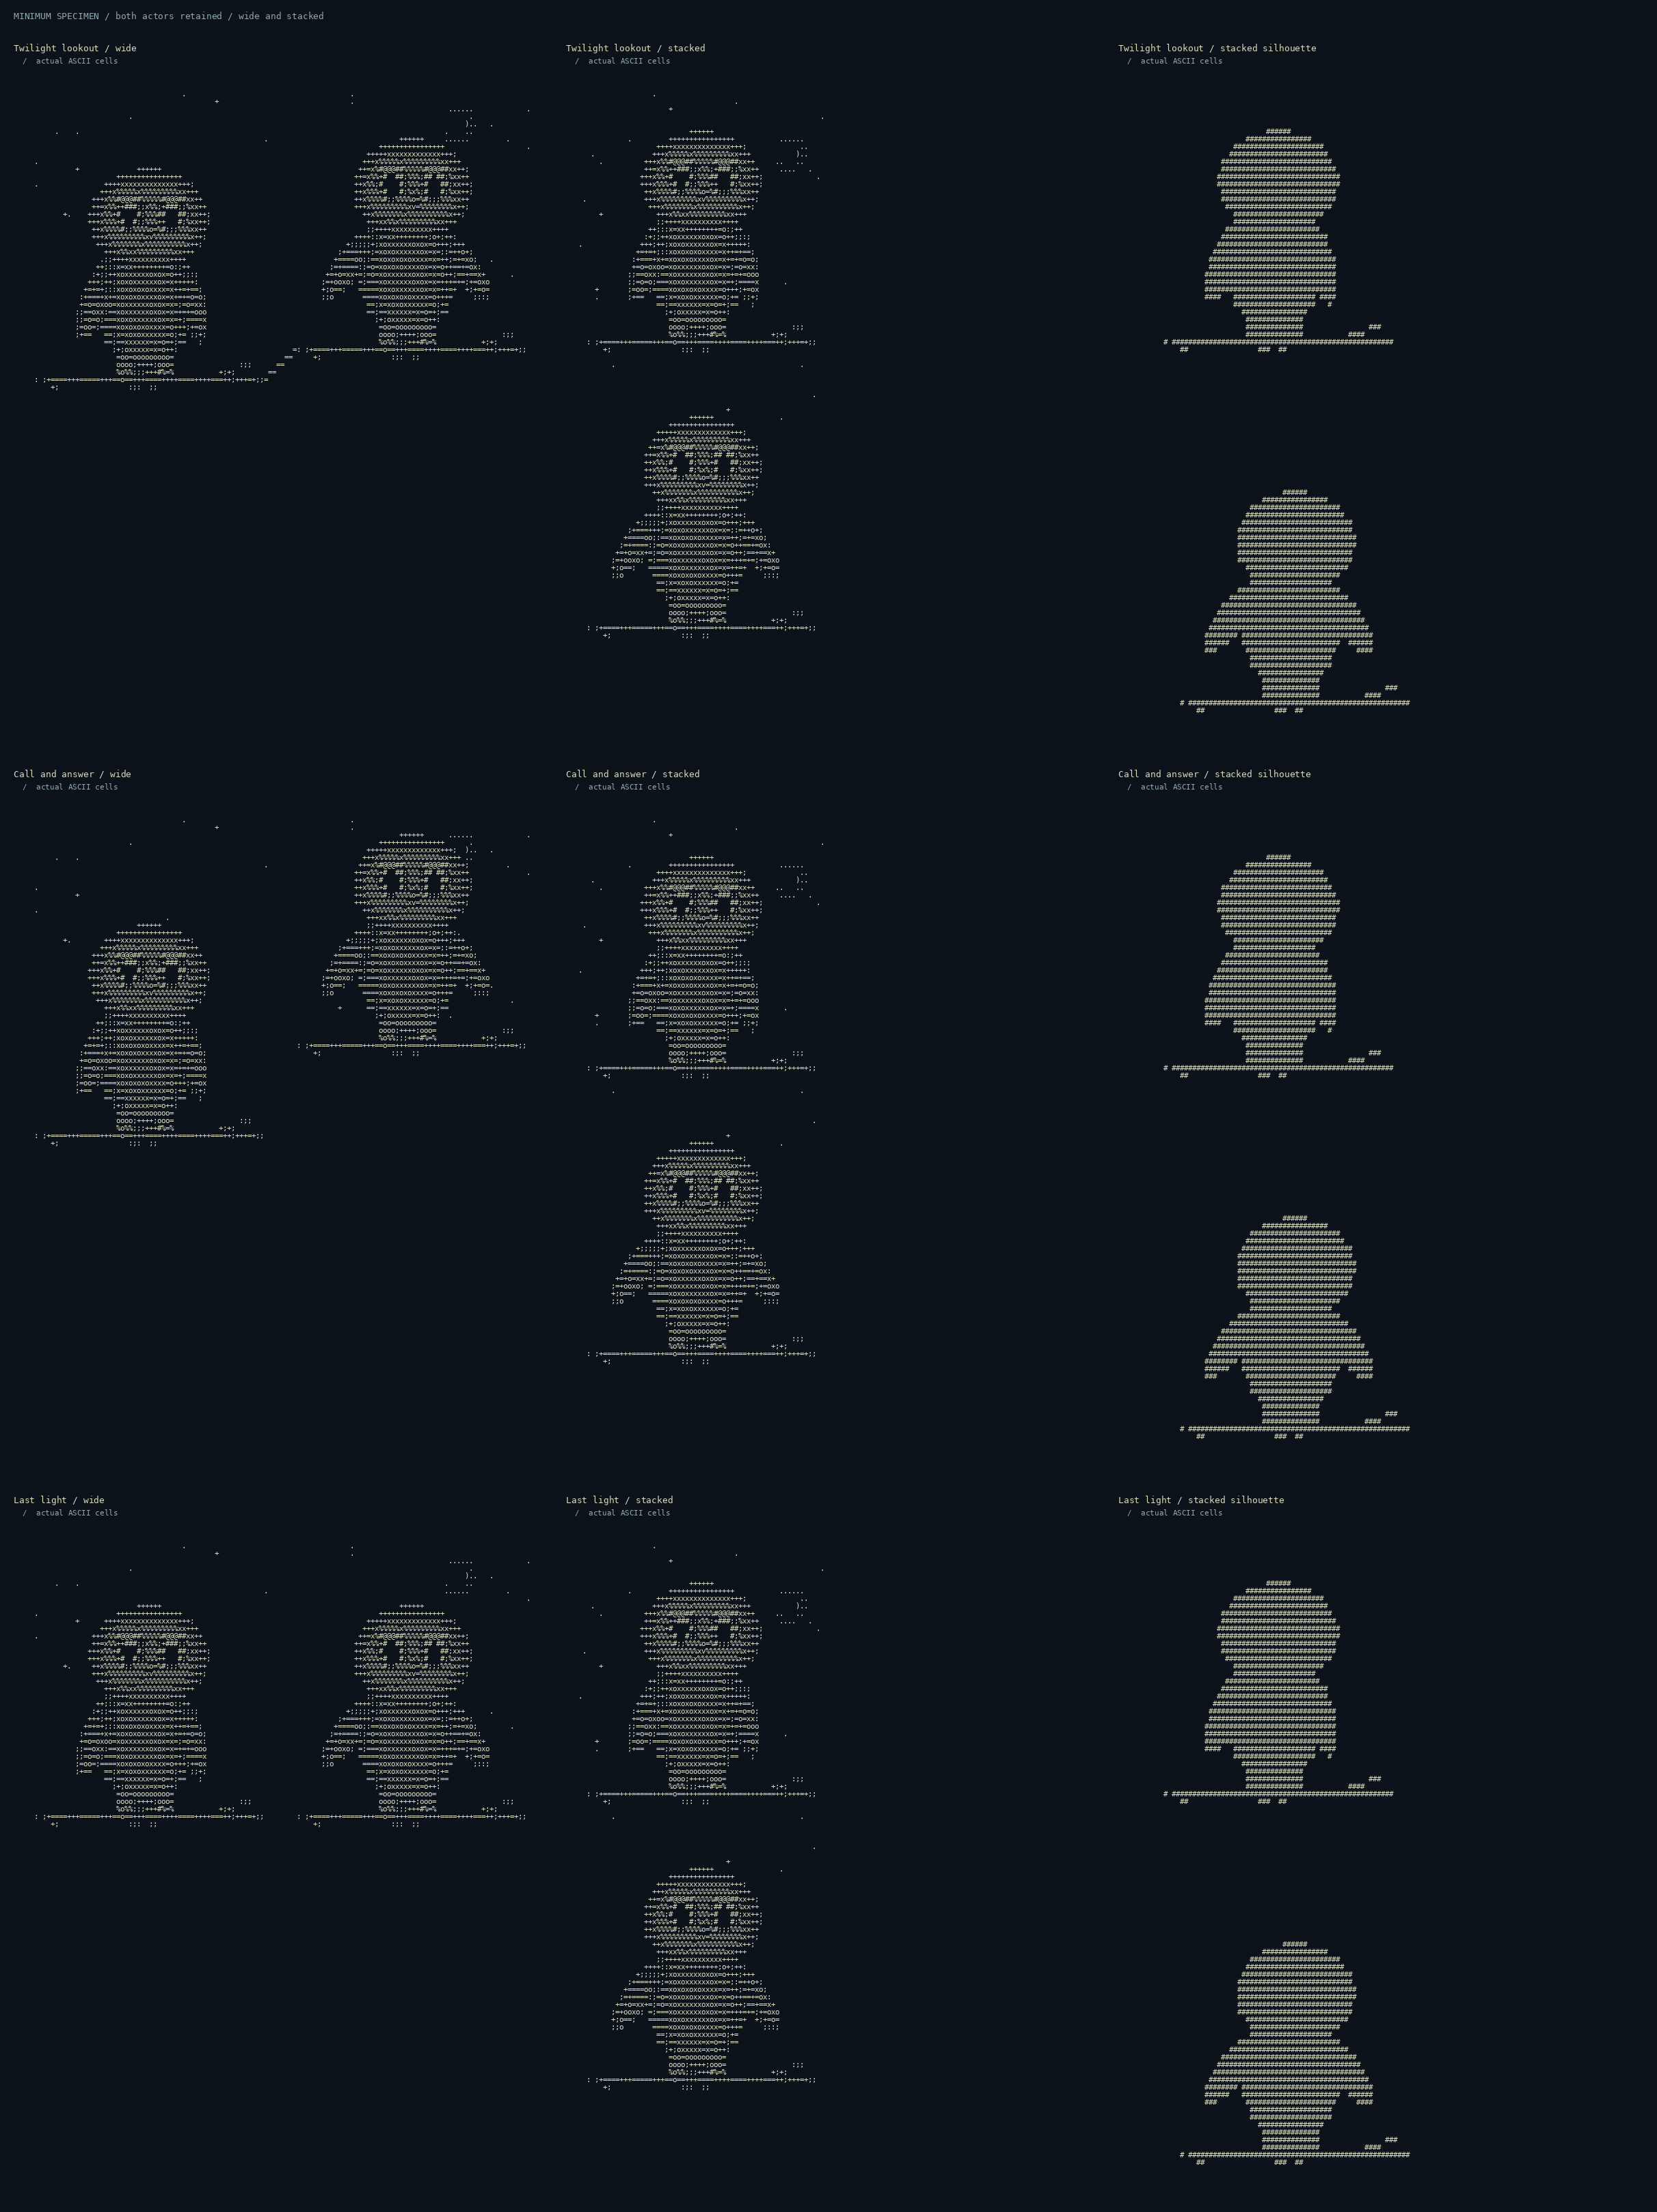 MINIMUM SPECIMEN / both actors retained / wide and stacked
Twilight lookout / wide
/ actual ASCII cells
Twilight lookout / stacked
/ actual ASCII cells
Twilight lookout / stacked silhouette
/ actual ASCII cells
Call and answer / wide
/ actual ASCII cells
Call and answer / stacked
/ actual ASCII cells
Call and answer / stacked silhouette
/ actual ASCII cells
Last light / wide
/ actual ASCII cells
Last light / stacked
/ actual ASCII cells
Last light / stacked silhouette
/ actual ASCII cells